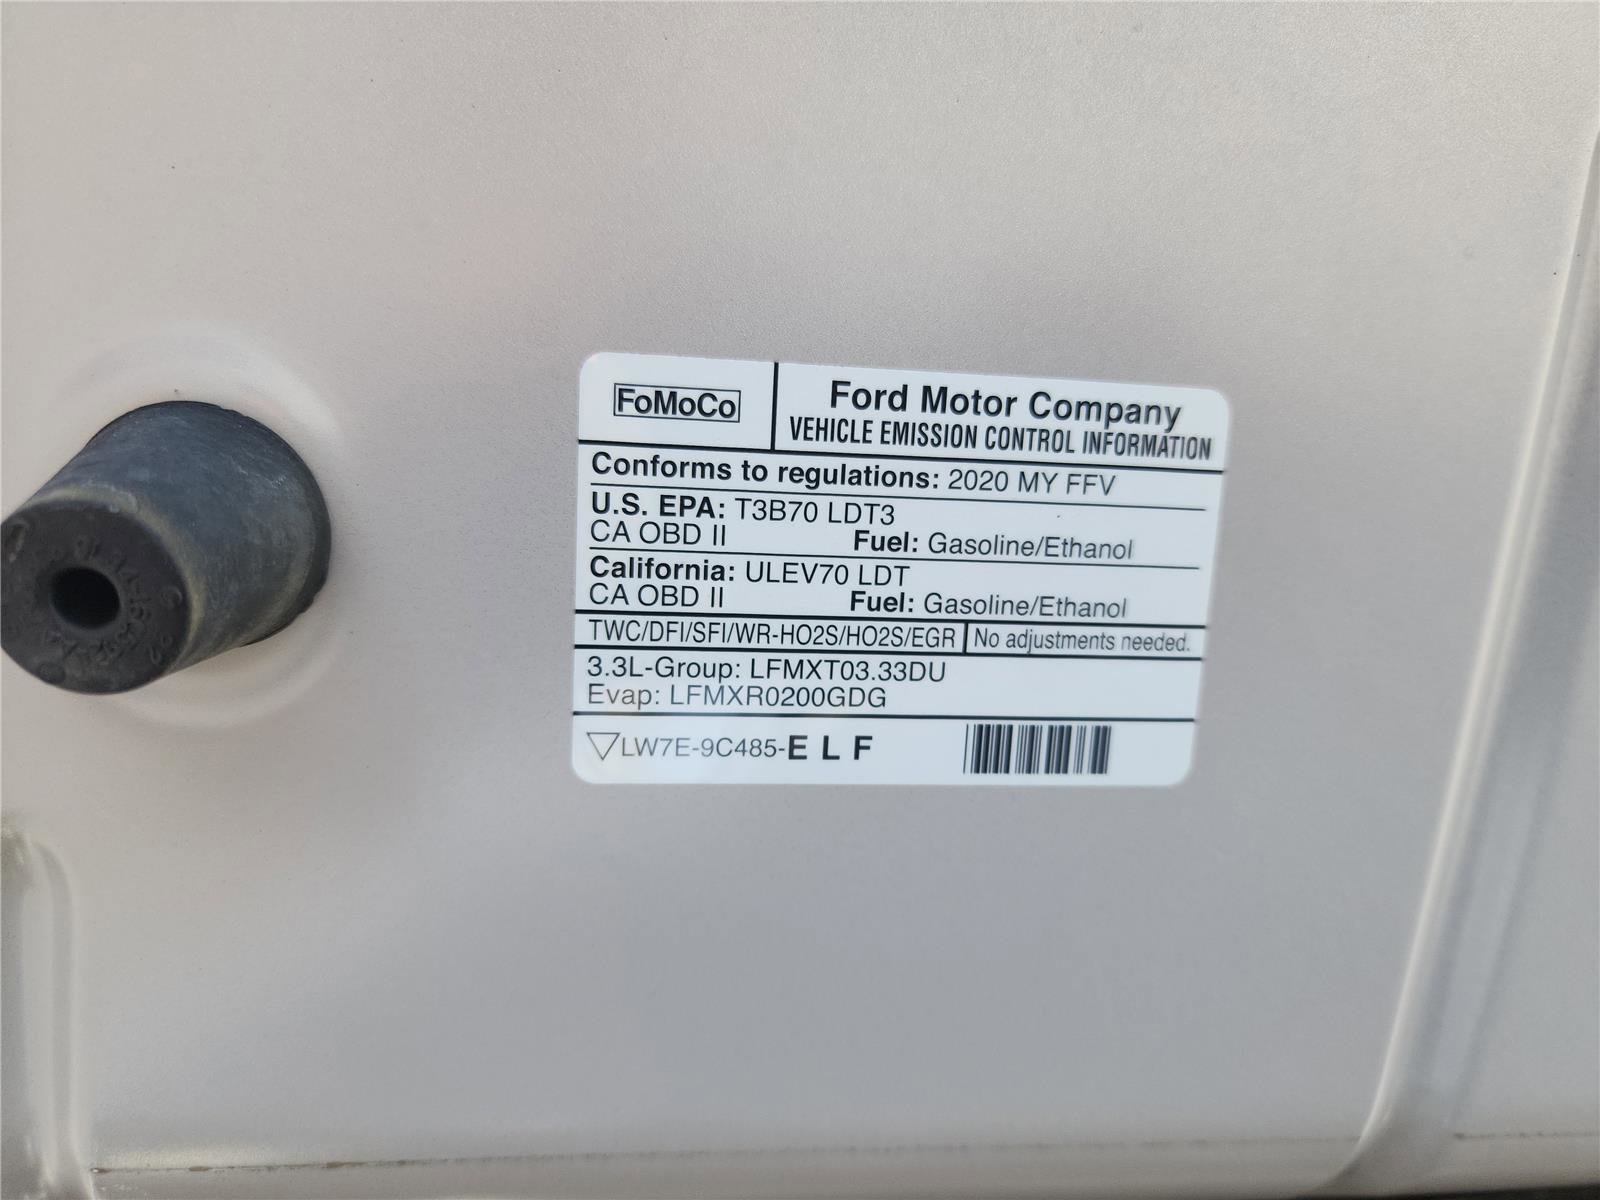 FoMoCo
Ford Motor Company
VEHICLE EMISSION CONTROL INFORMATION
Conforms to regulations: 2020 MY FFV
U.S. EPA: T3B70 LDT3
CA OBD II Fuel: Gasoline/Ethanol
California: ULEV70 LDT
CA OBD II Fuel: Gasoline/Ethanol
TWC/DFI/SFI/WR-HO2S/HO2S/EGR No adjustments needed.
3.3L-Group: LFMXT03.33DU
Evap: LFMXR0200GDG
LW7E-9C485-E L F